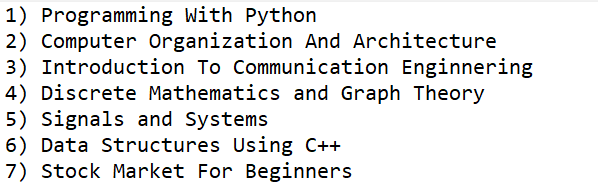 1) Programming With Python
2) Computer Organization And Architecture
3) Introduction To Communication Enginnering
4) Discrete Mathematics and Graph Theory
5) Signals and Systems
6) Data Structures Using C++
7) Stock Market For Beginners